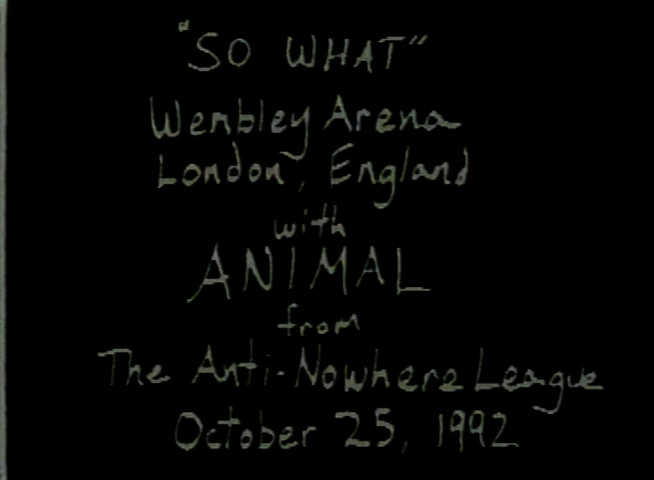 "SO WHAT"
Wembley Arena
London, England
with
ANIMAL
from
The Anti-Nowhere League
October 25, 1992